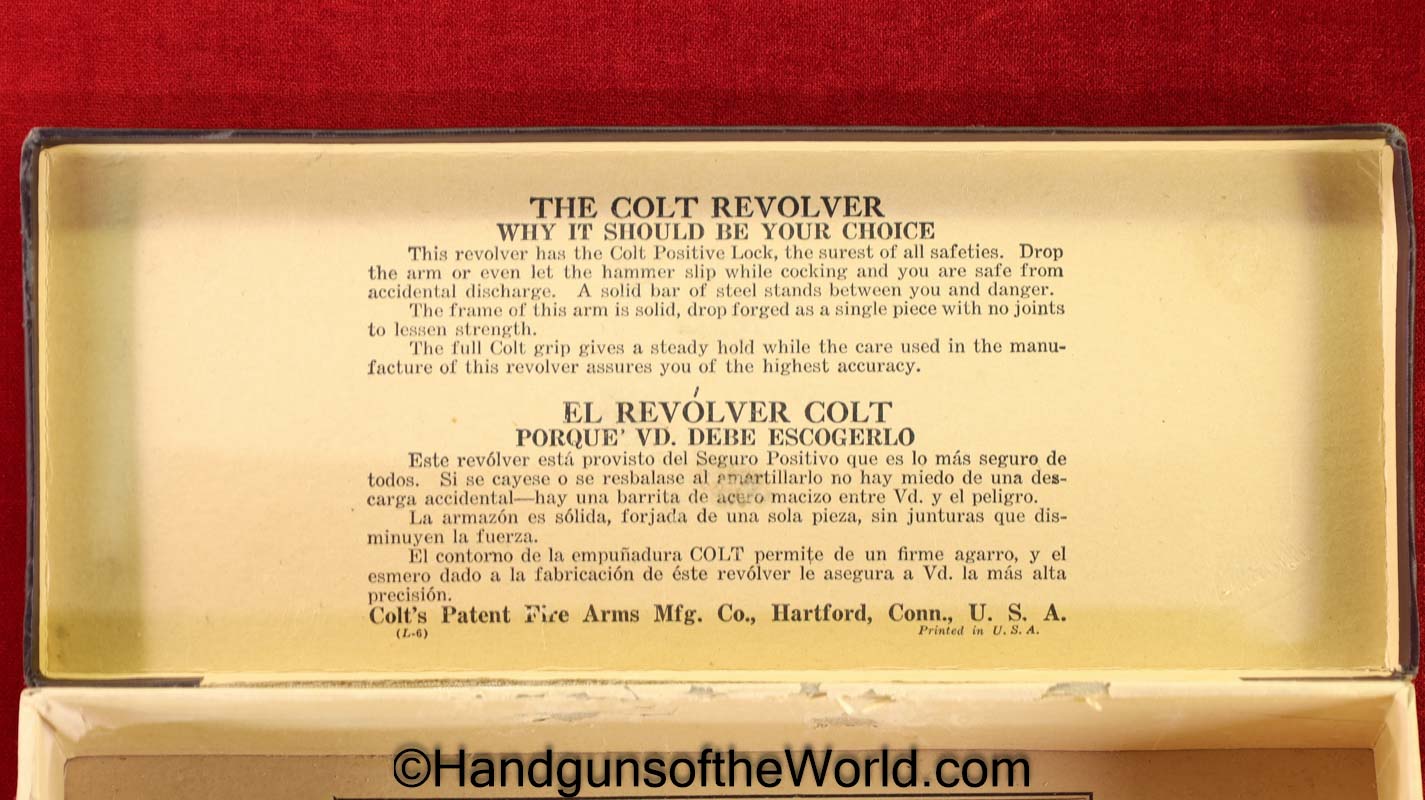 THE COLT REVOLVER
WHY IT SHOULD BE YOUR CHOICE
This revolver has the Colt Positive Lock, the surest of all safeties. Drop
the arm or even let the hammer slip while cocking and you are safe from
accidental discharge. A solid bar of steel stands between you and danger.
The frame of this arm is solid, drop forged as a single piece with no joints
to lessen strength.
The full Colt grip gives a steady hold while the care used in the manu-
facture of this revolver assures you of the highest accuracy.
EL REVÓLVER COLT
PORQUE' VD. DEBE ESCOGERLO
Este revólver está provisto del Seguro Positivo que es lo más seguro de
todos. Si se cayese o se resbalase al amartillarlo no hay miedo de una des-
carga accidental—hay una barrita de acero macizo entre Vd. y el peligro.
La armazón es sólida, forjada de una sola pieza, sin junturas que dis-
minuyen la fuerza.
El contorno de la empuñadura COLT permite de un firme agarro, y el
esmero dado a la fabricación de éste revólver le asegura a Vd. la más alta
precisión.
Colt's Patent Fire Arms Mfg. Co., Hartford, Conn., U. S. A.
(L-6) Printed in U. S. A.
©HandgunsoftheWorld.com